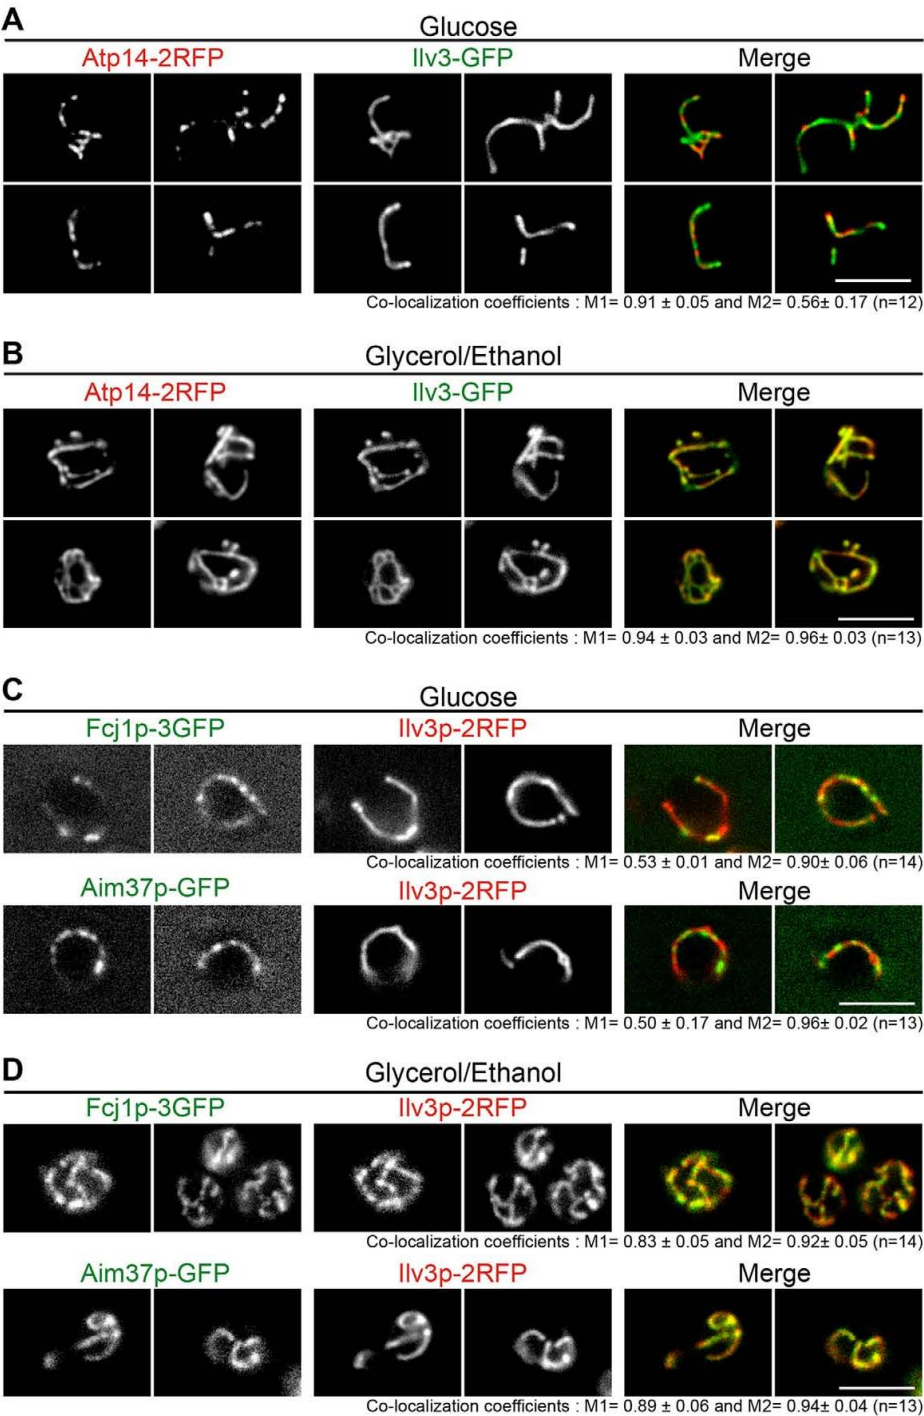 A
Glucose
Atp14-2RFP Ilv3-GFP Merge
Co-localization coefficients : M1= 0.91 ± 0.05 and M2= 0.56± 0.17 (n=12)
B
Glycerol/Ethanol
Atp14-2RFP Ilv3-GFP Merge
Co-localization coefficients : M1= 0.94 ± 0.03 and M2= 0.96± 0.03 (n=13)
C
Glucose
Fcj1p-3GFP Ilv3p-2RFP Merge
Co-localization coefficients : M1= 0.53 ± 0.01 and M2= 0.90± 0.06 (n=14)
Aim37p-GFP Ilv3p-2RFP Merge
Co-localization coefficients : M1= 0.50 ± 0.17 and M2= 0.96± 0.02 (n=13)
D
Glycerol/Ethanol
Fcj1p-3GFP Ilv3p-2RFP Merge
Co-localization coefficients : M1= 0.83 ± 0.05 and M2= 0.92± 0.05 (n=14)
Aim37p-GFP Ilv3p-2RFP Merge
Co-localization coefficients : M1= 0.89 ± 0.06 and M2= 0.94± 0.04 (n=13)